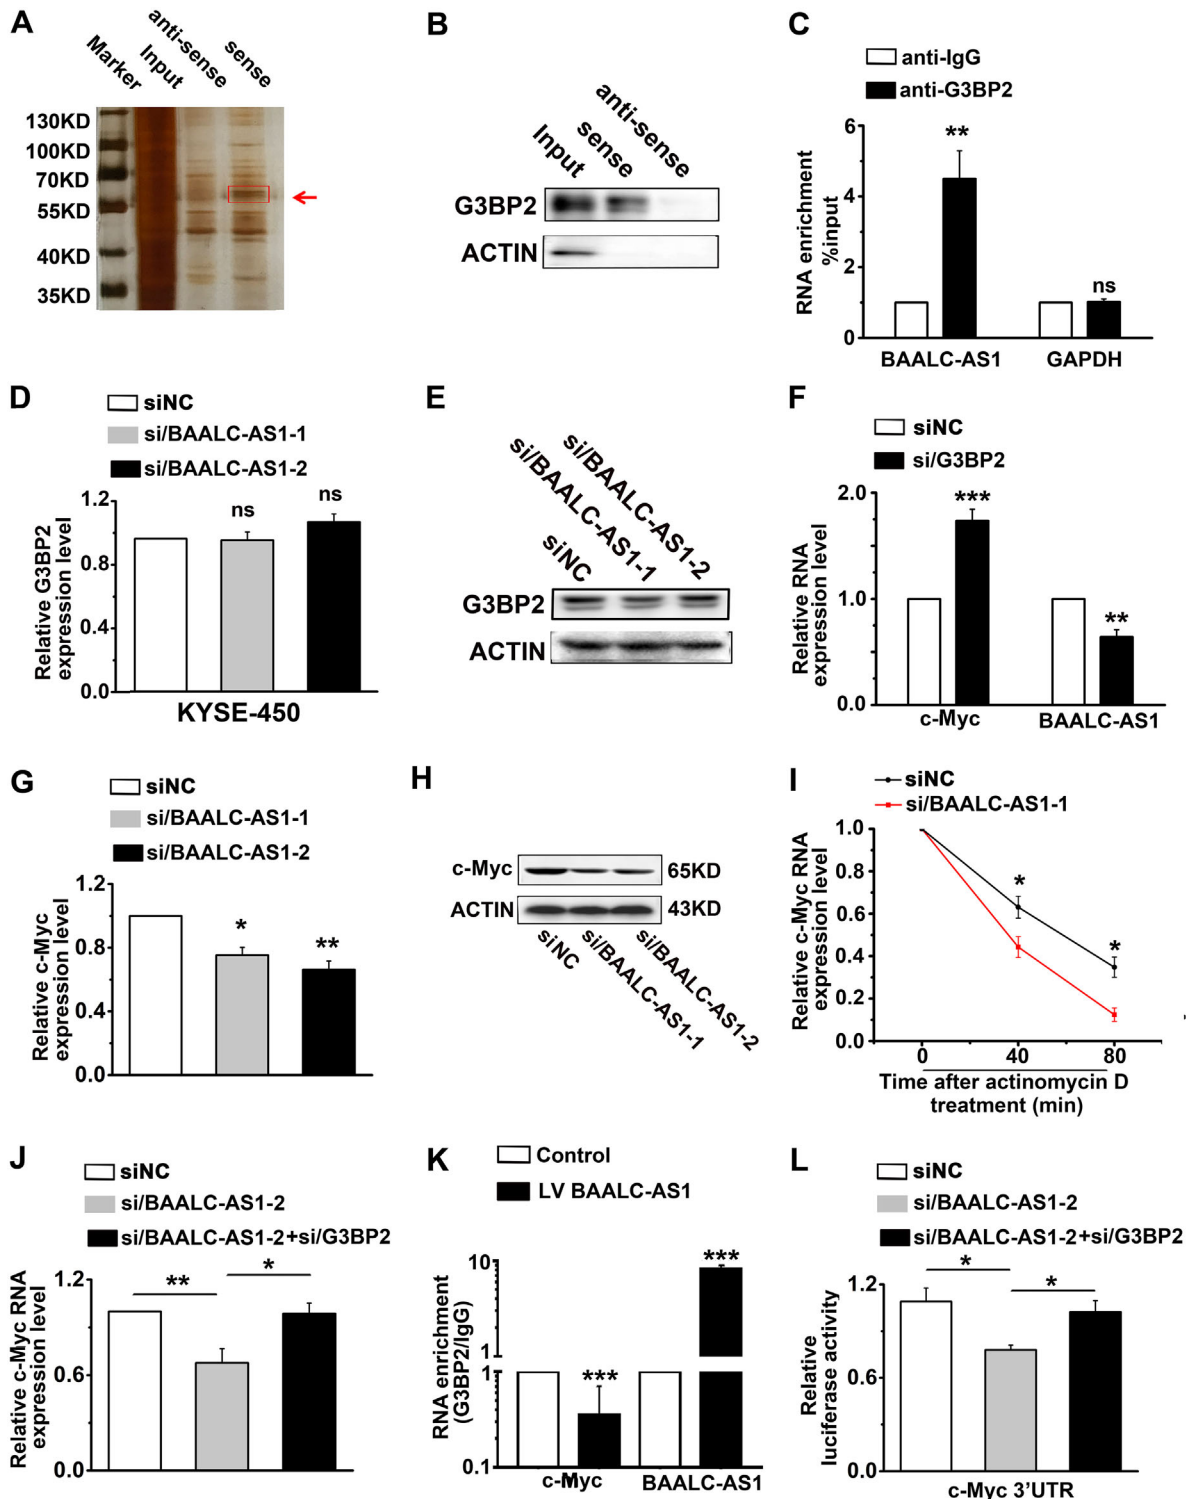 A
Marker
Input
anti-sense
sense
130KD
100KD
70KD
55KD
40KD
35KD
B
Input
sense
anti-sense
G3BP2
ACTIN
C
anti-IgG
anti-G3BP2
RNA enrichment
%input
6
4
2
0
**
ns
BAALC-AS1
GAPDH
D
siNC
si/BAALC-AS1-1
si/BAALC-AS1-2
Relative G3BP2
expression level
1.2
0.8
0.4
0.0
ns
ns
KYSE-450
E
siNC
si/BAALC-AS1-1
si/BAALC-AS1-2
G3BP2
ACTIN
F
siNC
si/G3BP2
Relative RNA
expression level
2.0
1.0
0.0
***
**
c-Myc
BAALC-AS1
G
siNC
si/BAALC-AS1-1
si/BAALC-AS1-2
Relative c-Myc
expression level
1.2
0.8
0.4
0.0
*
**
H
c-Myc
65KD
ACTIN
43KD
siNC
si/BAALC-AS1-1
si/BAALC-AS1-2
I
siNC
si/BAALC-AS1-1
Relative c-Myc RNA
expression level
1.0
0.8
0.6
0.4
0.2
0.0
*
*
0
40
80
Time after actinomycin D
treatment (min)
J
siNC
si/BAALC-AS1-2
si/BAALC-AS1-2+si/G3BP2
Relative c-Myc RNA
expression level
1.2
0.6
0.0
**
*
K
Control
LV BAALC-AS1
RNA enrichment
(G3BP2/IgG)
10
1
1
0.1
***
***
c-Myc
BAALC-AS1
L
siNC
si/BAALC-AS1-2
si/BAALC-AS1-2+si/G3BP2
Relative
luciferase activity
1.2
0.6
0.0
*
*
c-Myc 3'UTR